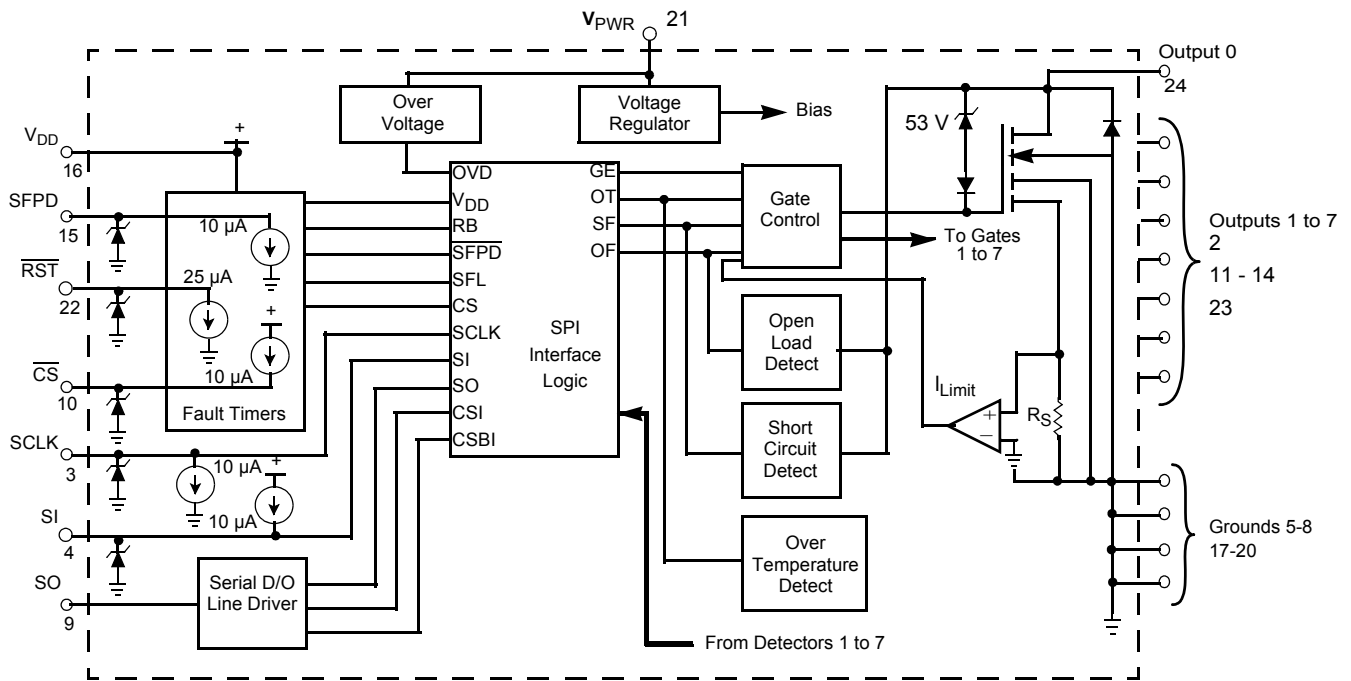 VPWR 21
Output 0
24
Over
Voltage
Voltage
Regulator
Bias
53 V
VDD
16
+
SFPD
15
10 µA
RST
22
25 µA
+
10 µA
CS
10
Fault Timers
SCLK
3
10 µA
+
10 µA
SI
4
SO
9
Serial D/O
Line Driver
OVD
VDD
RB
SFPD
SFL
CS
SCLK
SI
SO
CSI
CSBI
GE
OT
SF
OF
SPI
Interface
Logic
Gate
Control
To Gates
1 to 7
Open
Load
Detect
Short
Circuit
Detect
Over
Temperature
Detect
From Detectors 1 to 7
ILimit
+
−
RS
Outputs 1 to 7
2
11 - 14
23
Grounds 5-8
17-20